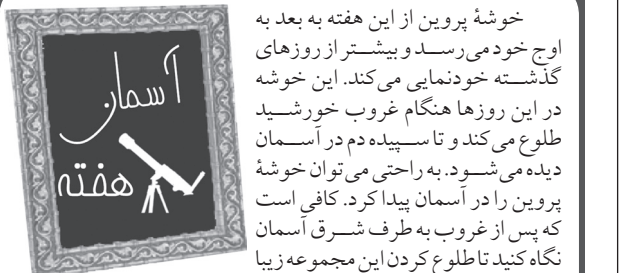 خوشهٔ پروین از این هفته به بعد به
اوج خود می‌رسد و بیشتر از روزهای
گذشته خودنمایی می‌کند. این خوشه
در این روزها هنگام غروب خورشید
طلوع می‌کند و تا سپیده دم در آسمان
دیده می‌شود. به راحتی می‌توان خوشهٔ
پروین را در آسمان پیدا کرد. کافی است
که پس از غروب به طرف شرق آسمان
نگاه کنید تا طلوع کردن این مجموعه زیبا
آسمان
هفته